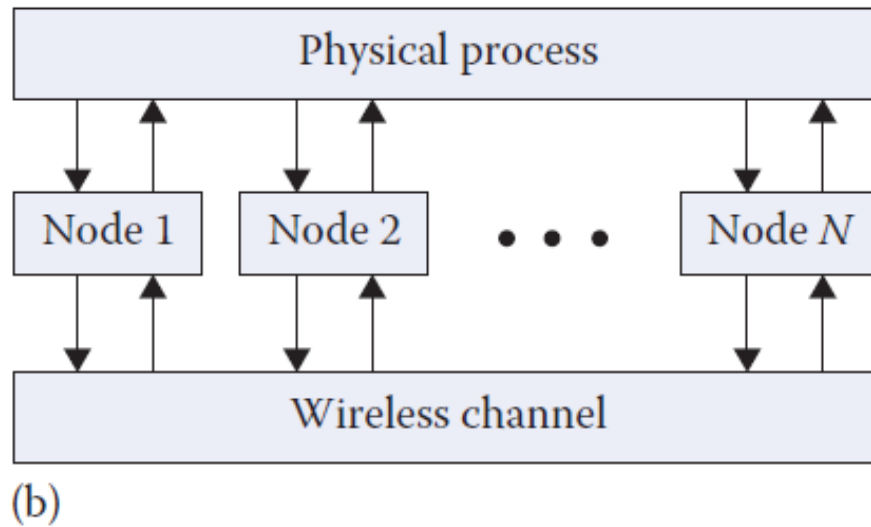 Physical process
Node 1 Node 2 • • • Node N
Wireless channel
(b)